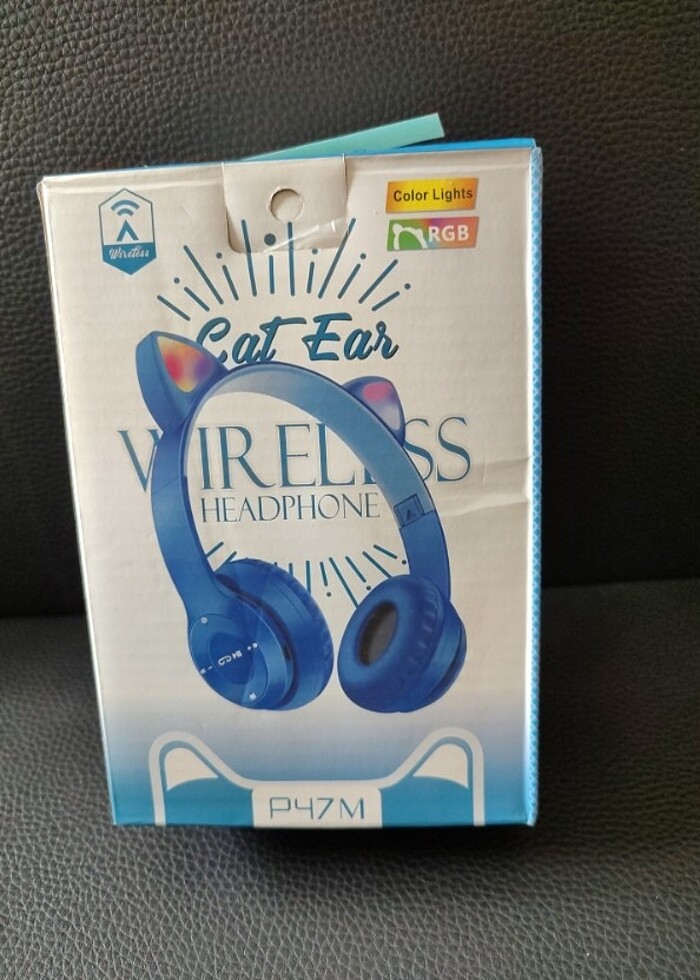 Wireless
Color Lights
RGB
Cat Ear
WIRELESS
HEADPHONE
P47M